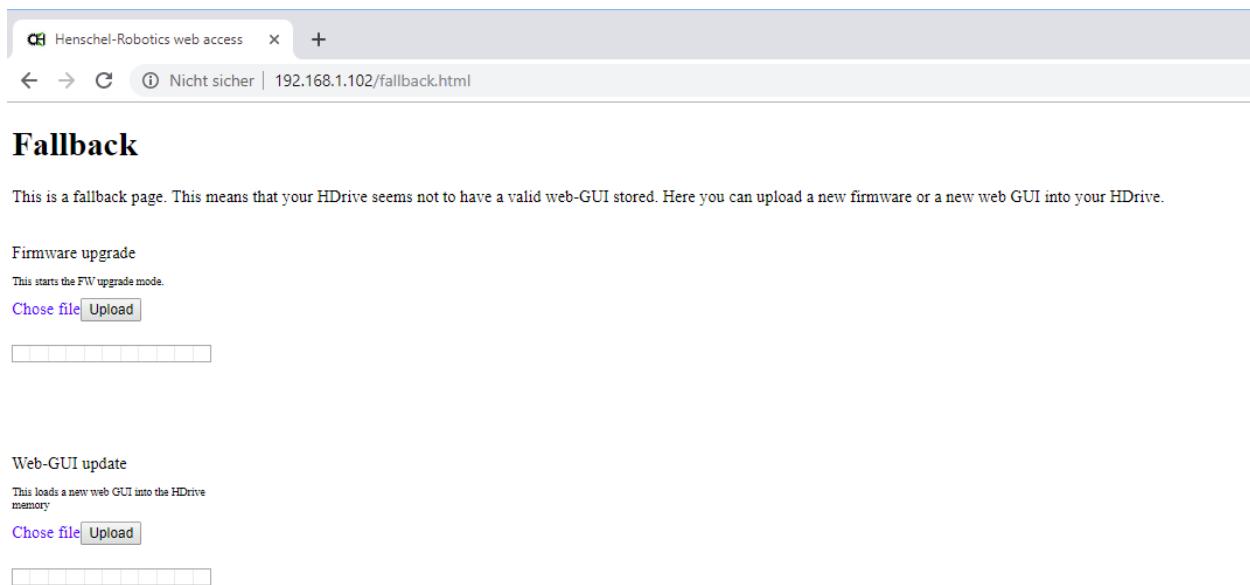 Henschel-Robotics web access
Nicht sicher | 192.168.1.102/fallback.html
Fallback
This is a fallback page. This means that your HDrive seems not to have a valid web-GUI stored. Here you can upload a new firmware or a new web GUI into your HDrive.
Firmware upgrade
This starts the FW upgrade mode.
Chose file Upload
Web-GUI update
This loads a new web GUI into the HDrive
memory
Chose file Upload